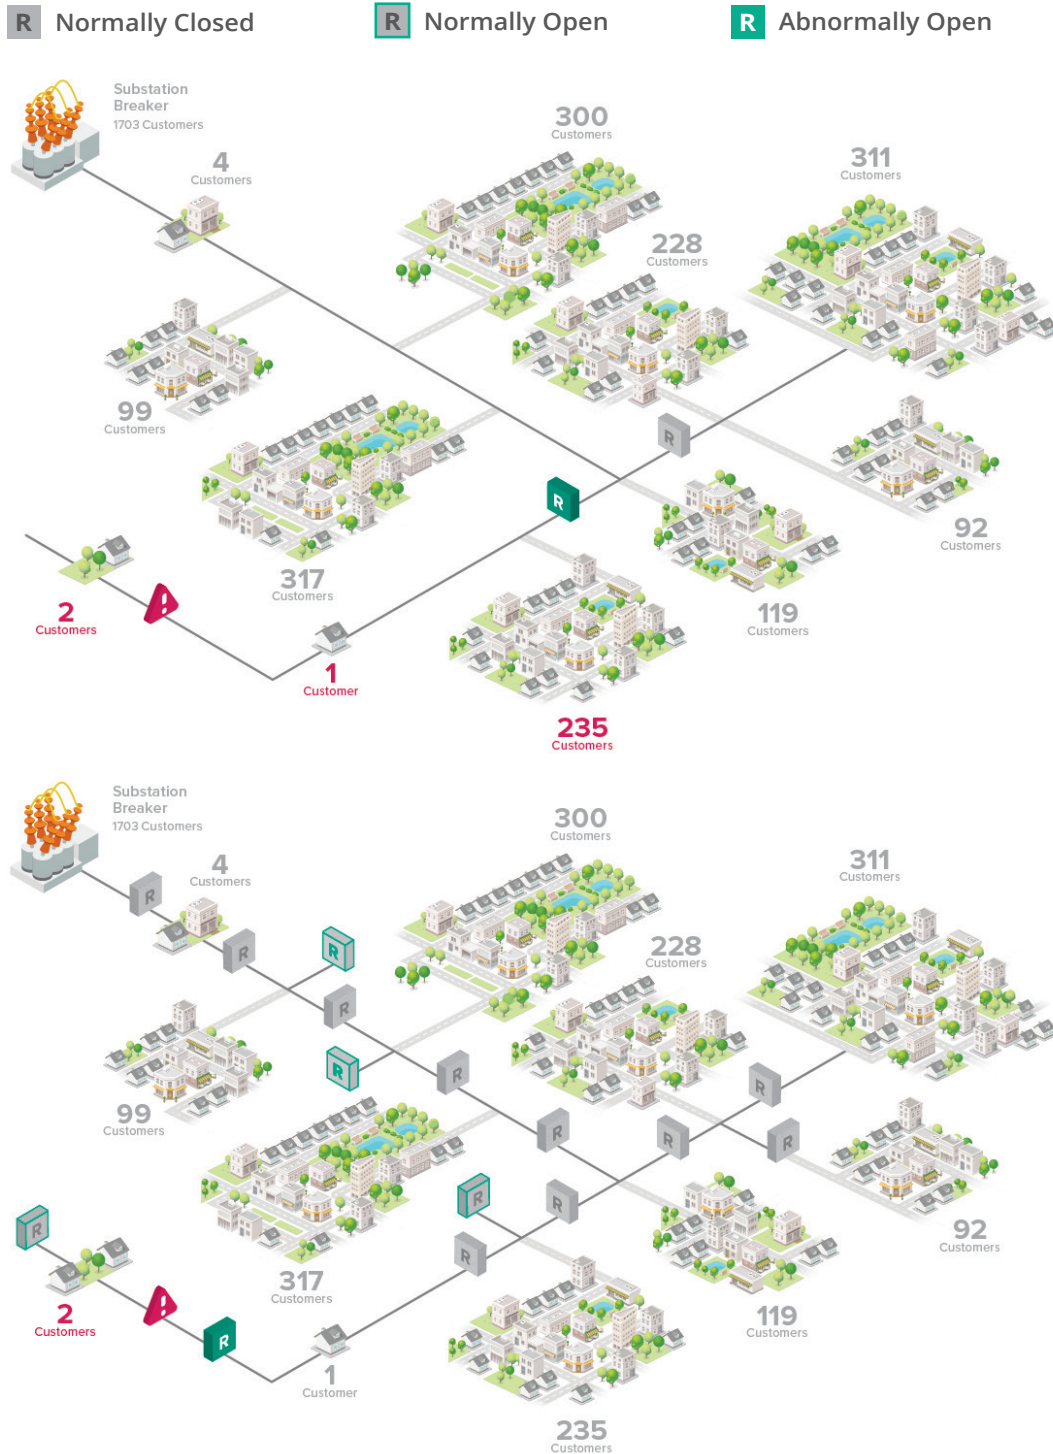 R Normally Closed
R Normally Open
R Abnormally Open
Substation
Breaker
1703 Customers
4
Customers
300
Customers
311
Customers
228
Customers
99
Customers
R
R
317
Customers
92
Customers
119
Customers
2
Customers
!
1
Customer
235
Customers
Substation
Breaker
1703 Customers
4
Customers
300
Customers
311
Customers
R
R
R
R
228
Customers
R
R
R
99
Customers
R
R
R
R
R
317
Customers
R
R
92
Customers
R
2
Customers
!
R
119
Customers
1
Customer
235
Customers